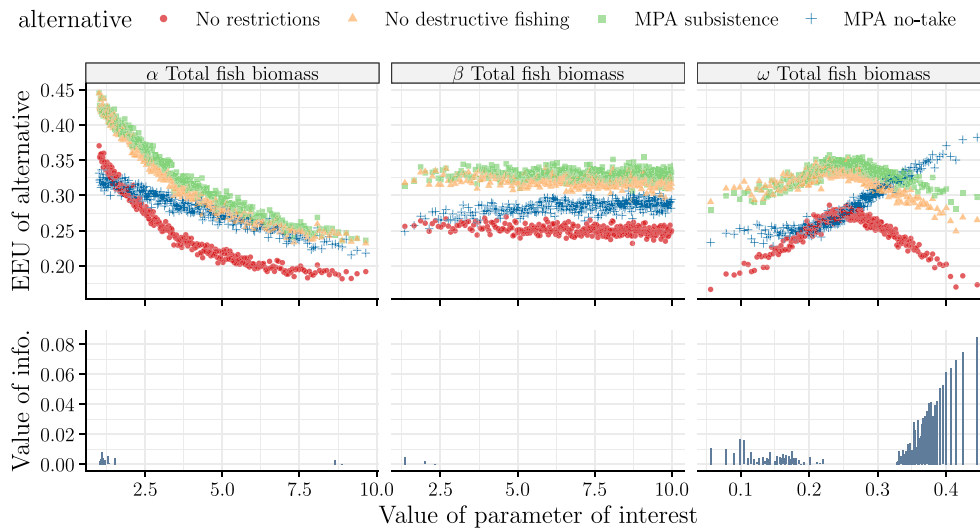 alternative No restrictions No destructive fishing MPA subsistence MPA no-take
α Total fish biomass β Total fish biomass ω Total fish biomass
EEU of alternative
0.45
0.40
0.35
0.30
0.25
0.20
Value of info.
0.08
0.06
0.04
0.02
0.00
2.5 5.0 7.5 10.0 2.5 5.0 7.5 10.0 0.1 0.2 0.3 0.4
Value of parameter of interest